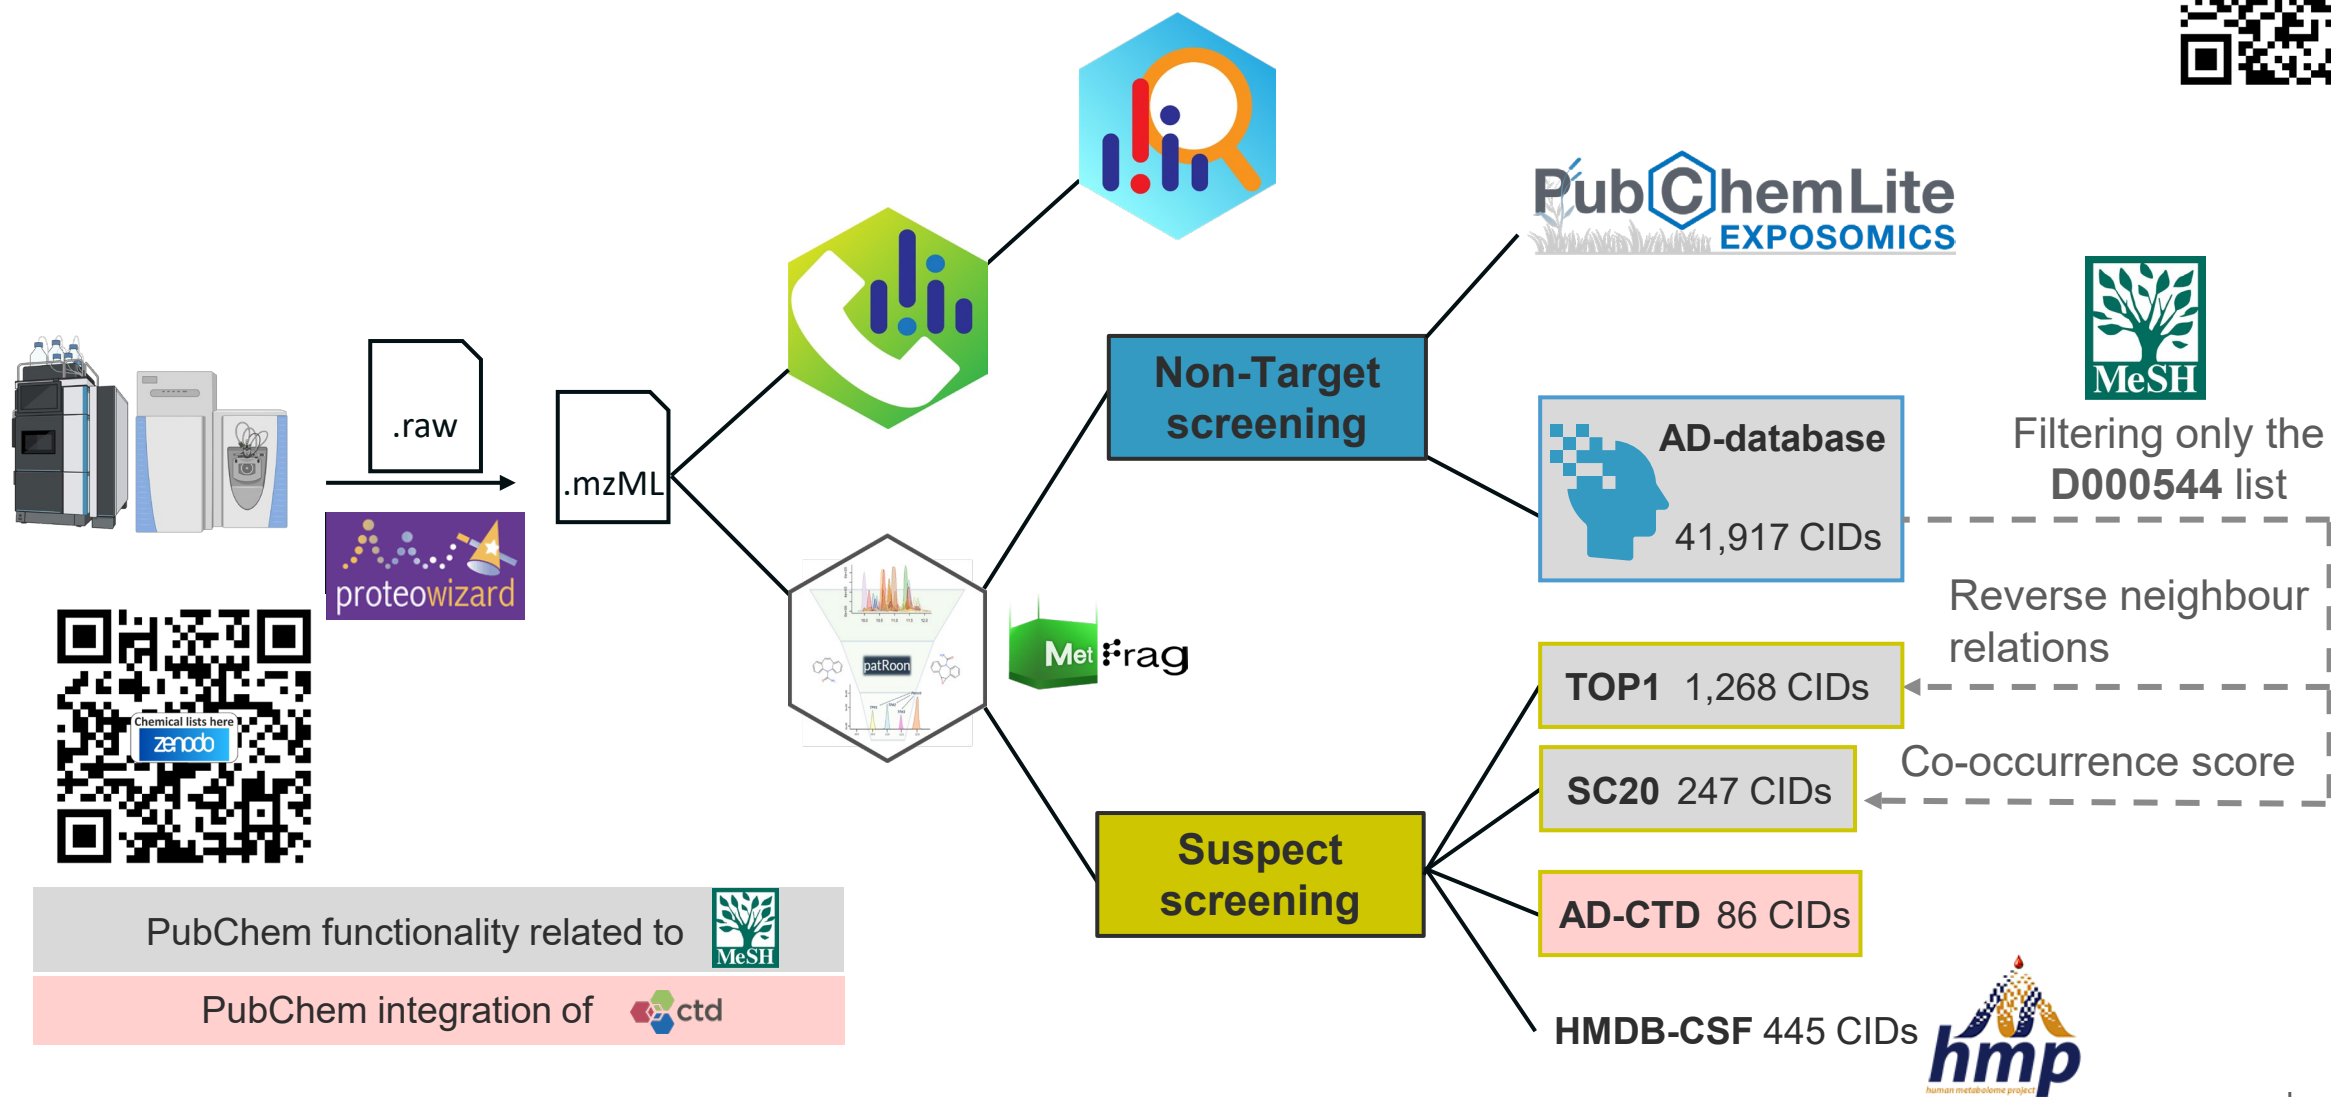 PubChemLite
EXPOSOMICS
MeSH
Filtering only the
D000544 list
Non-Target
screening
AD-database
41,917 CIDs
.raw
.mzML
proteowizard
Reverse neighbour
relations
patRoon
MetFrag
TOP1 1,268 CIDs
Co-occurrence score
SC20 247 CIDs
Chemical lists here
zenodo
Suspect
screening
AD-CTD 86 CIDs
PubChem functionality related to
MeSH
PubChem integration of ctd
HMDB-CSF 445 CIDs
hmp
human metabolome project